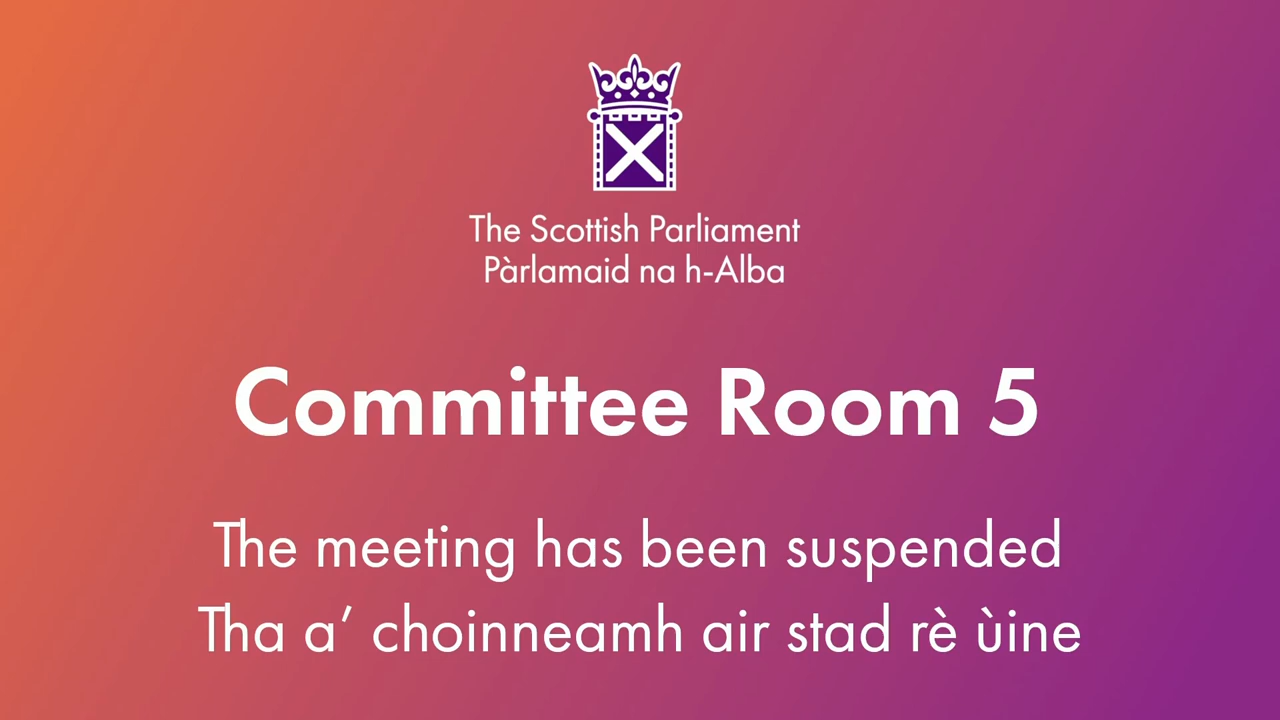 The Scottish Parliament
Pàrlamaid na h-Alba
Committee Room 5
The meeting has been suspended
Tha a’ choinneamh air stad rè ùine